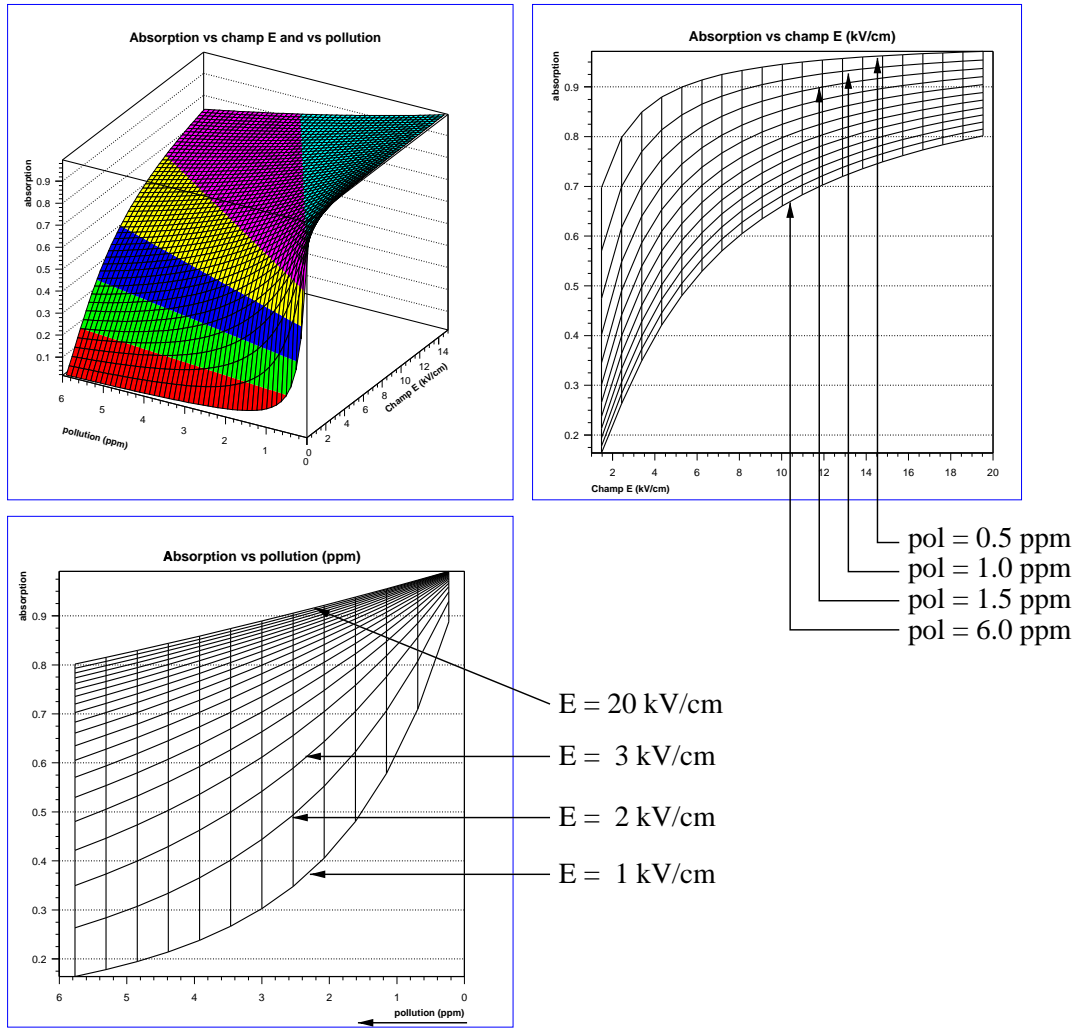 Absorption vs champ E and vs pollution
absorption
0.9
0.8
0.7
0.6
0.5
0.4
0.3
0.2
0.1
6
5
4
3
2
1
0
pollution (ppm)
0
2
4
6
8
10
12
14
Champ E (kV/cm)
Absorption vs champ E (kV/cm)
absorption
0.9
0.8
0.7
0.6
0.5
0.4
0.3
0.2
2 4 6 8 10 12 14 16 18 20
Champ E (kV/cm)
pol = 0.5 ppm
pol = 1.0 ppm
pol = 1.5 ppm
pol = 6.0 ppm
Absorption vs pollution (ppm)
absorption
0.9
0.8
0.7
0.6
0.5
0.4
0.3
0.2
6 5 4 3 2 1 0
pollution (ppm)
E = 20 kV/cm
E = 3 kV/cm
E = 2 kV/cm
E = 1 kV/cm